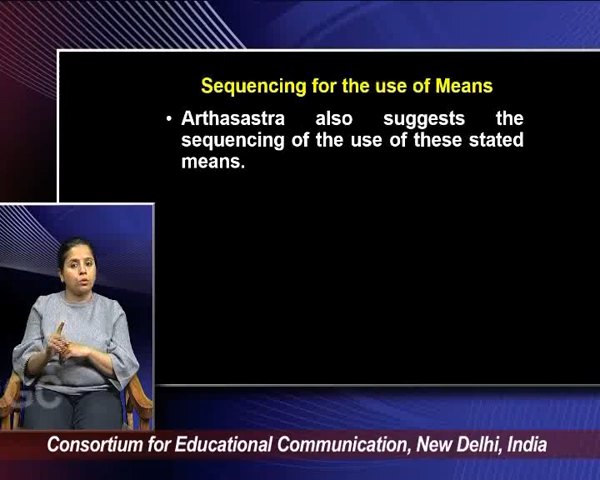 Sequencing for the use of Means
• Arthasastra also suggests the
sequencing of the use of these stated
means.
GC
Consortium for Educational Communication, New Delhi, India